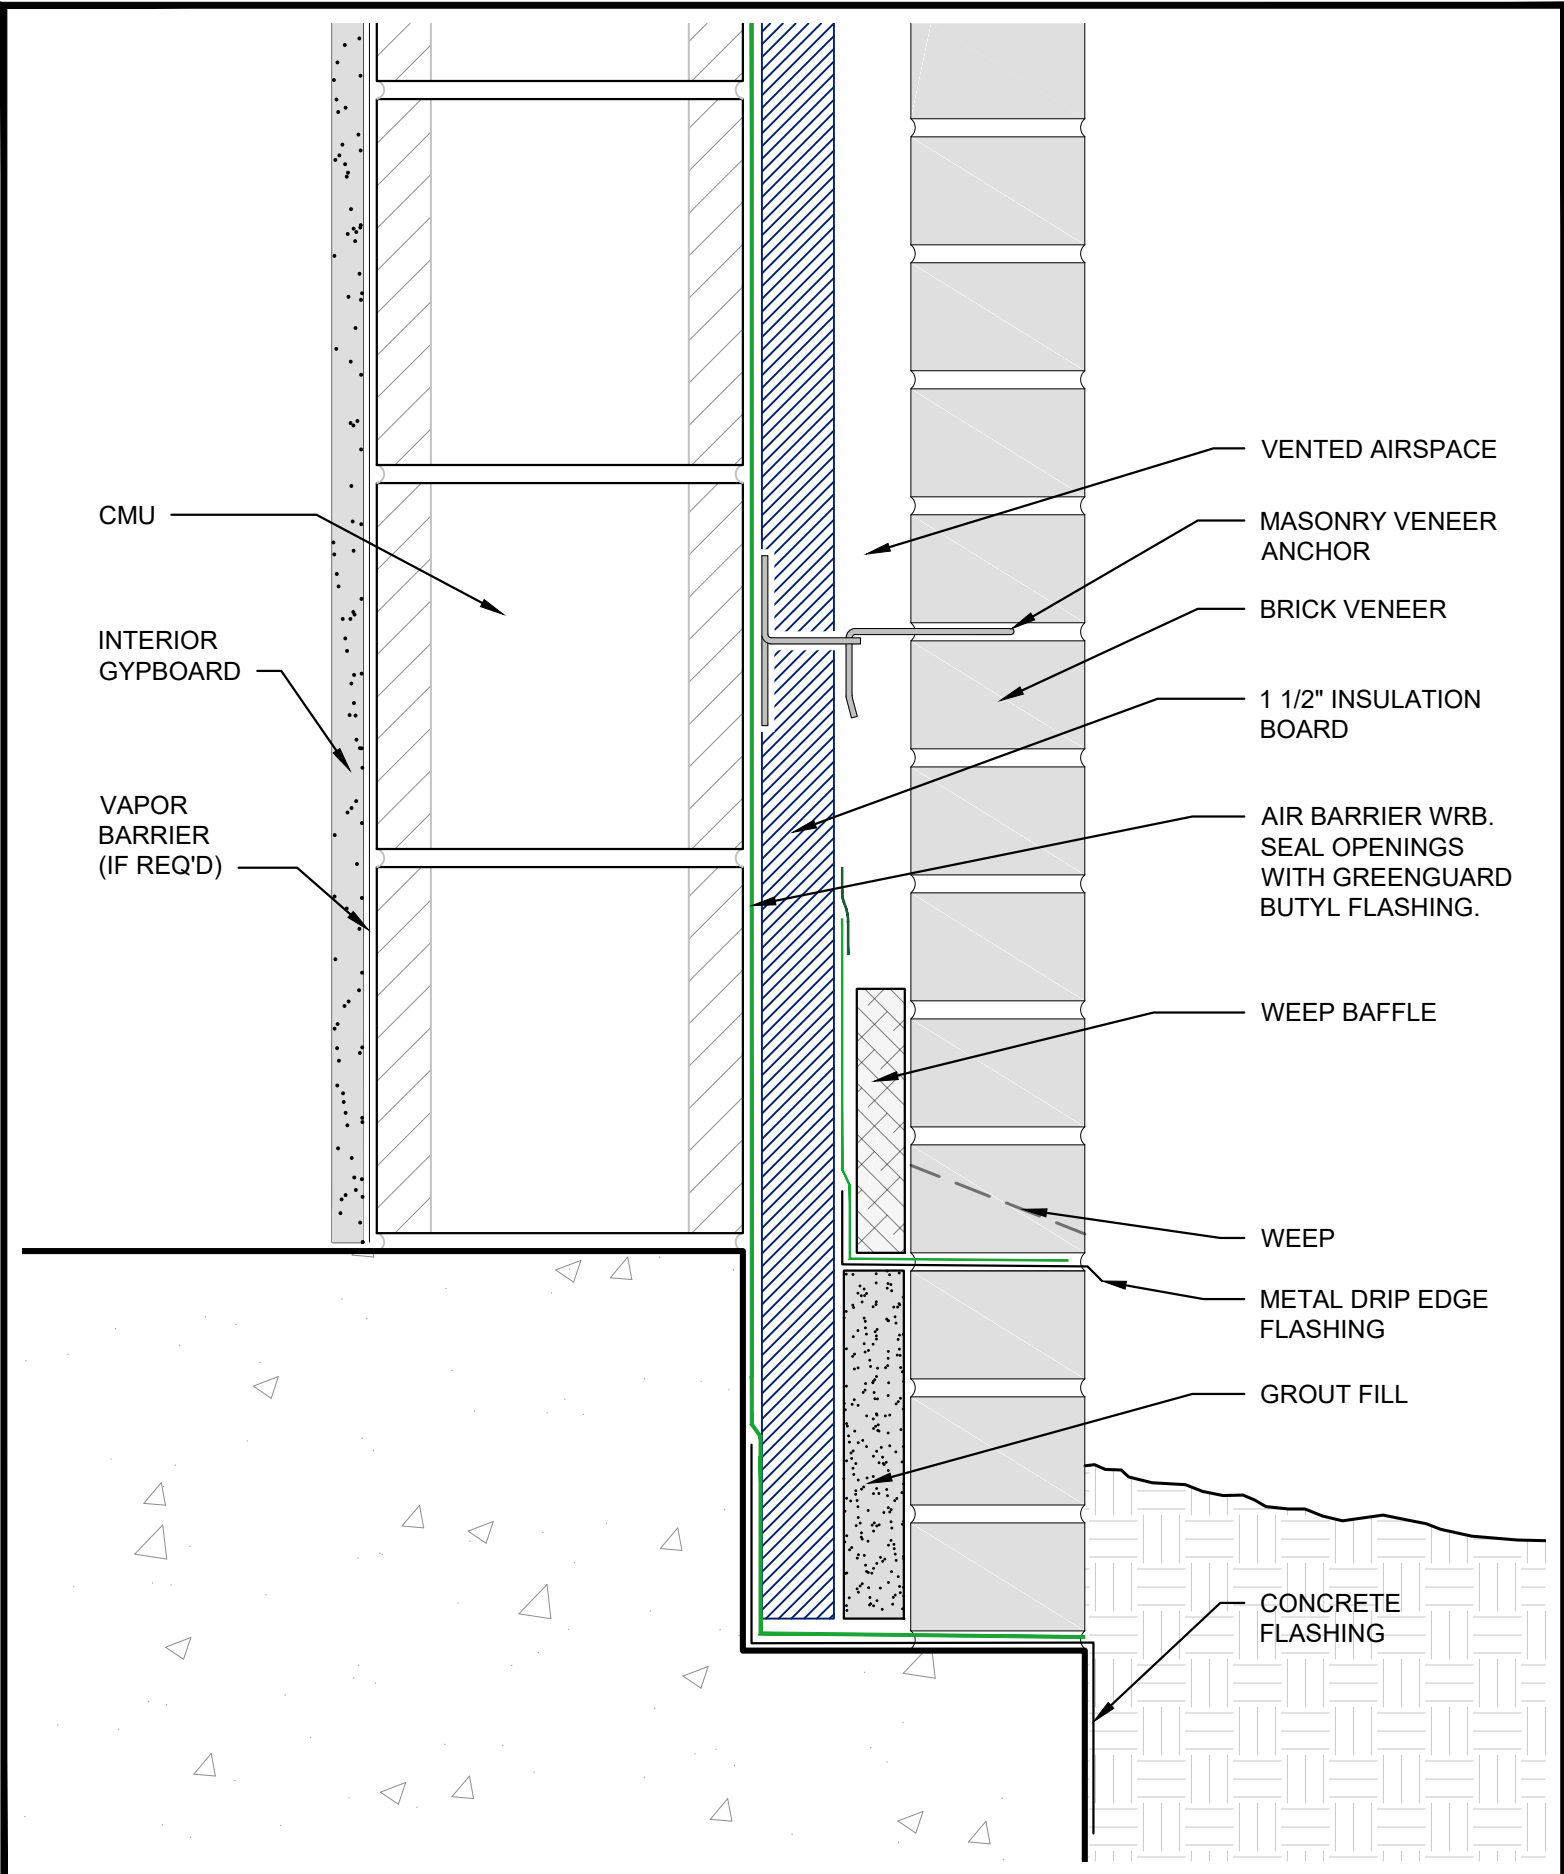 CMU
INTERIOR
GYPBOARD
VAPOR
BARRIER
(IF REQ'D)
VENTED AIRSPACE
MASONRY VENEER
ANCHOR
BRICK VENEER
1 1/2" INSULATION
BOARD
AIR BARRIER WRB.
SEAL OPENINGS
WITH GREENGUARD
BUTYL FLASHING.
WEEP BAFFLE
WEEP
METAL DRIP EDGE
FLASHING
GROUT FILL
CONCRETE
FLASHING